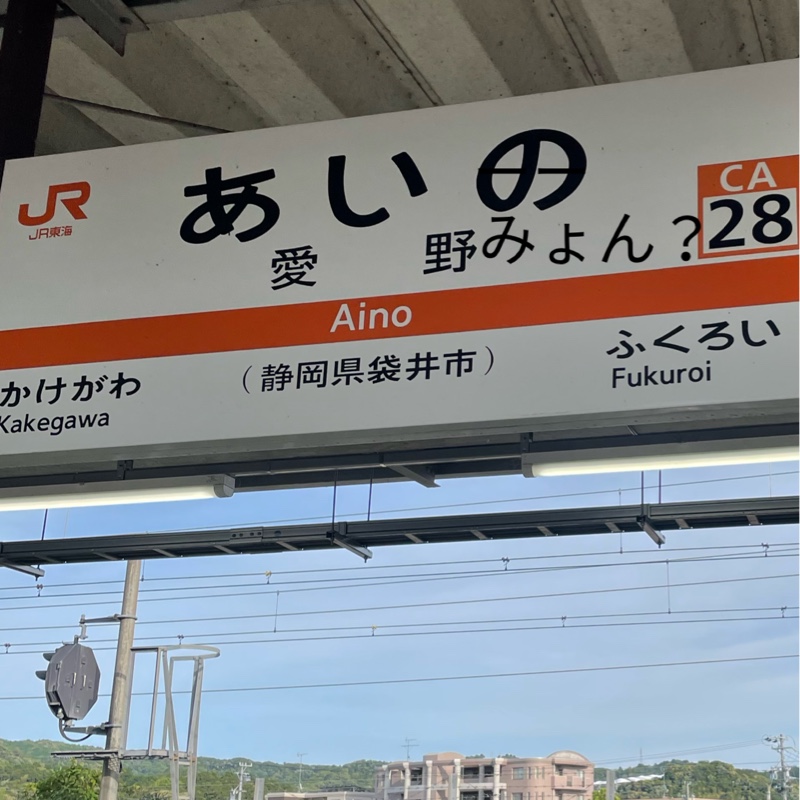 JR
JR東海
あいの
CA
28
愛 野みょん?
Aino
かけがわ
Kakegawa
(静岡県袋井市)
ふくろい
Fukuroi